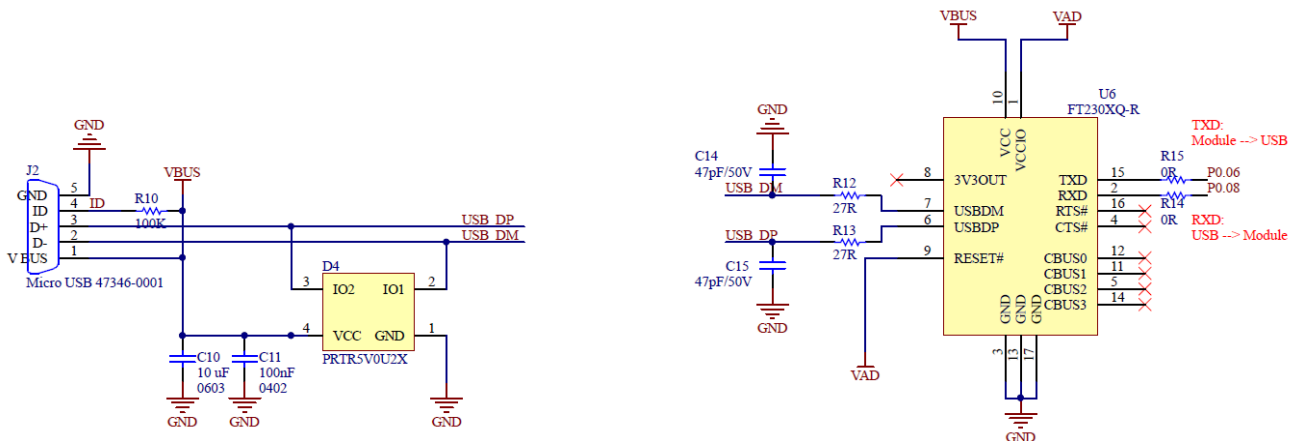 GND
J2
GND 5
ID 4 ID
D+ 3
D- 2
V BUS 1
Micro USB 47346-0001
R10
100K
VBUS
USB DP
USB DM
D4
3 IO2 IO1 2
4 VCC GND 1
PRTR5V0U2X
C10
10 uF
0603
GND
C11
100nF
0402
GND
GND
VBUS
VAD
GND
C14
47pF/50V
USB DM
R12
27R
USB DP
R13
27R
C15
47pF/50V
GND
VAD
U6
FT230XQ-R
10 1
VCC
VCCIO
8 3V3OUT
7 USBDM
6 USBDP
9 RESET#
TXD 15
RXD 2
RTS# 16
CTS# 4
CBUS0 12
CBUS1 11
CBUS2 5
CBUS3 14
GND
GND
GND
3 13 17
GND
TXD:
Module --> USB
R15
0R P0.06
P0.08
R14
0R
RXD:
USB --> Module